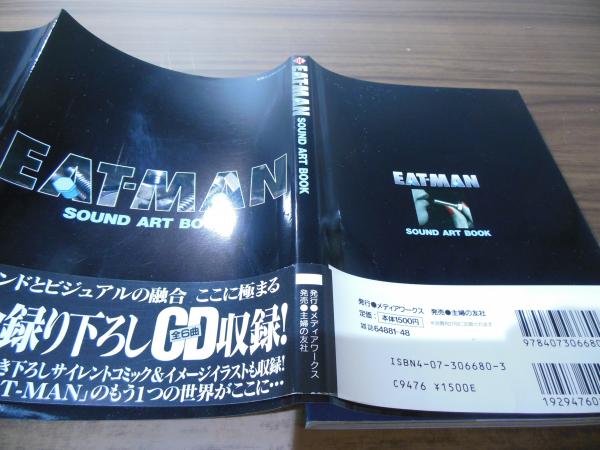 EAT-MAN
SOUND ART BOOK
ンドとビジュアルの融合 ここに極まる
録り下ろしCD収録!
全6曲
き下ろしサイレントコミック&イメージイラストも収録!
T-MAN」のもう1つの世界がここに…
EAT-MAN SOUND ART BOOK
発行●メディアワークス
発売●主婦の友社
EAT-MAN
SOUND ART BOOK
発行●メディアワークス 発売●主婦の友社
定価:本体1500円
雑誌64881-48
ISBN4-07-306680-3
C9476 ¥1500E
978407306680
19294760